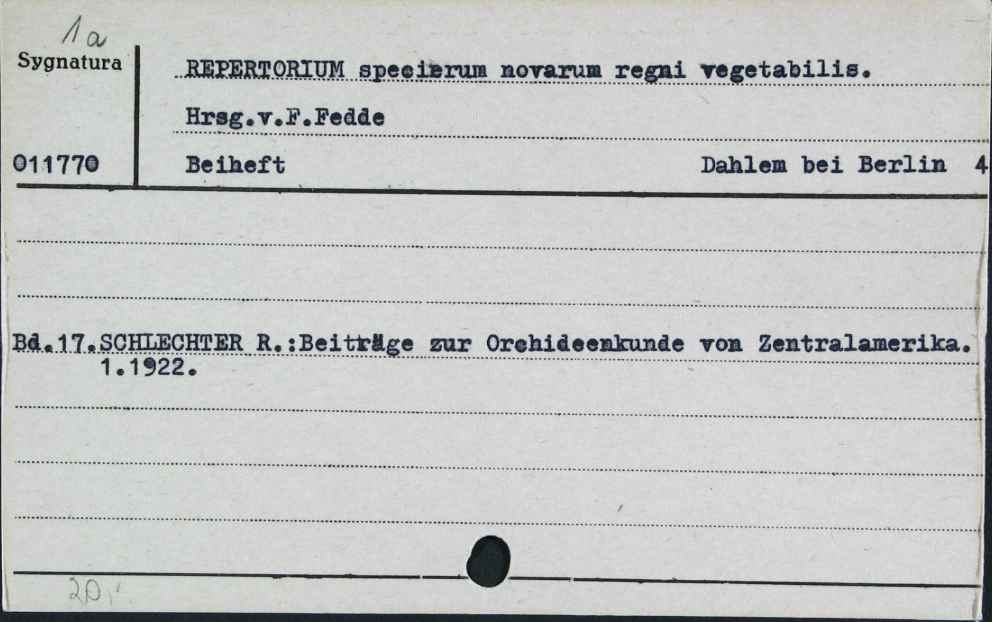 1a
Sygnatura
REPERTORIUM specierum novarum regni vegetabilis.
Hrsg.v.F.Fedde
011770 Beiheft Dahlem bei Berlin 4
Bd.17.SCHLECHTER R.:Beiträge zur Orchideenkunde von Zentralamerika.
1.1922.
20,-